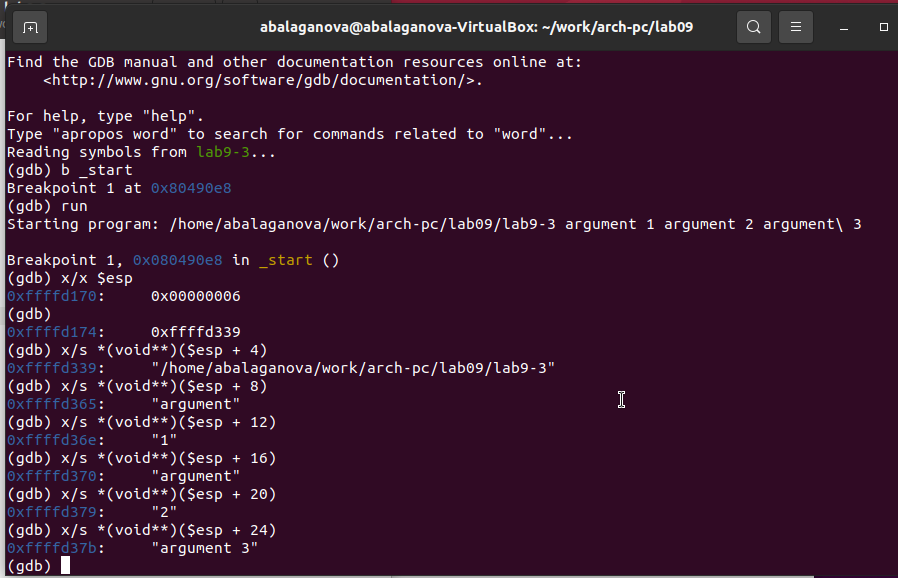 abalaganova@abalaganova-VirtualBox: ~/work/arch-pc/lab09
Find the GDB manual and other documentation resources online at:
    <http://www.gnu.org/software/gdb/documentation/>.
For help, type "help".
Type "apropos word" to search for commands related to "word"...
Reading symbols from lab9-3...
(gdb) b _start
Breakpoint 1 at 0x80490e8
(gdb) run
Starting program: /home/abalaganova/work/arch-pc/lab09/lab9-3 argument 1 argument 2 argument\ 3
Breakpoint 1, 0x080490e8 in _start ()
(gdb) x/x $esp
0xffffd170:     0x00000006
(gdb)
0xffffd174:     0xffffd339
(gdb) x/s *(void**)($esp + 4)
0xffffd339:     "/home/abalaganova/work/arch-pc/lab09/lab9-3"
(gdb) x/s *(void**)($esp + 8)
0xffffd365:     "argument"
(gdb) x/s *(void**)($esp + 12)
0xffffd36e:     "1"
(gdb) x/s *(void**)($esp + 16)
0xffffd370:     "argument"
(gdb) x/s *(void**)($esp + 20)
0xffffd379:     "2"
(gdb) x/s *(void**)($esp + 24)
0xffffd37b:     "argument 3"
(gdb)